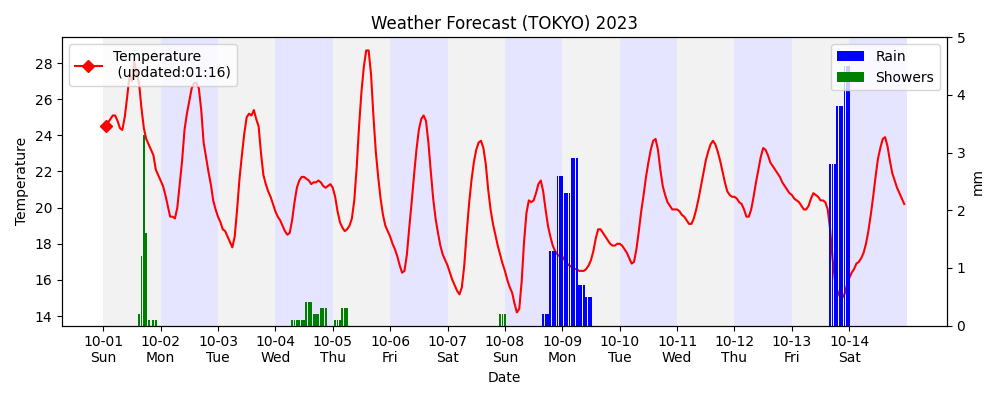 Weather Forecast (TOKYO) 2023
Temperature
(updated:01:16)
Rain
Showers
28
26
24
22
20
18
16
14
Temperature
5
4
3
2
1
0
mm
10-01 10-02 10-03 10-04 10-05 10-06 10-07 10-08 10-09 10-10 10-11 10-12 10-13 10-14
Sun Mon Tue Wed Thu Fri Sat Sun Mon Tue Wed Thu Fri Sat
Date